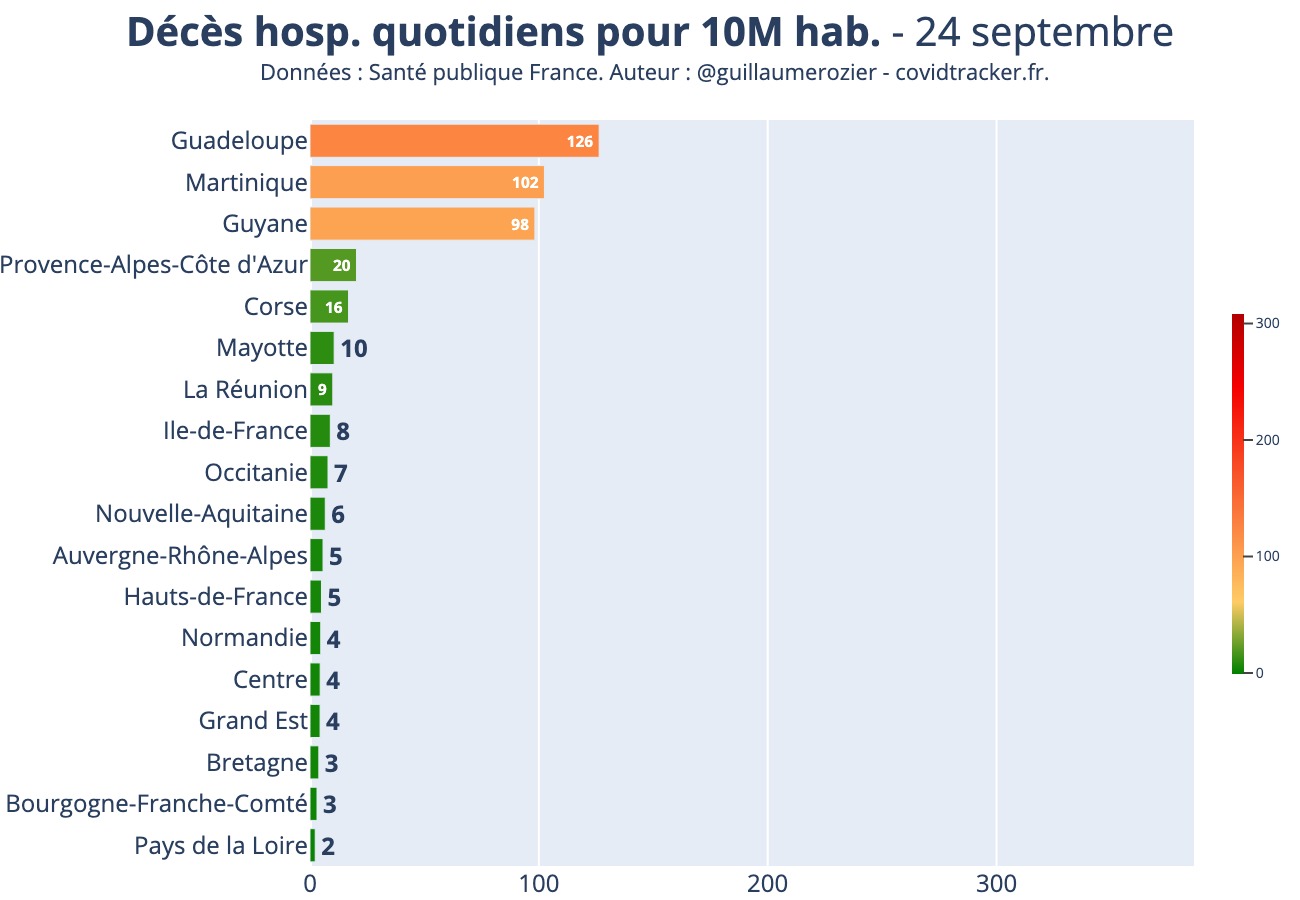 Décès hosp. quotidiens pour 10M hab. - 24 septembre
Données : Santé publique France. Auteur : @guillaumerozier - covidtracker.fr.
Guadeloupe 126
Martinique 102
Guyane 98
Provence-Alpes-Côte d'Azur 20
Corse 16
Mayotte 10
La Réunion 9
Ile-de-France 8
Occitanie 7
Nouvelle-Aquitaine 6
Auvergne-Rhône-Alpes 5
Hauts-de-France 5
Normandie 4
Centre 4
Grand Est 4
Bretagne 3
Bourgogne-Franche-Comté 3
Pays de la Loire 2
0 100 200 300
300
200
100
0